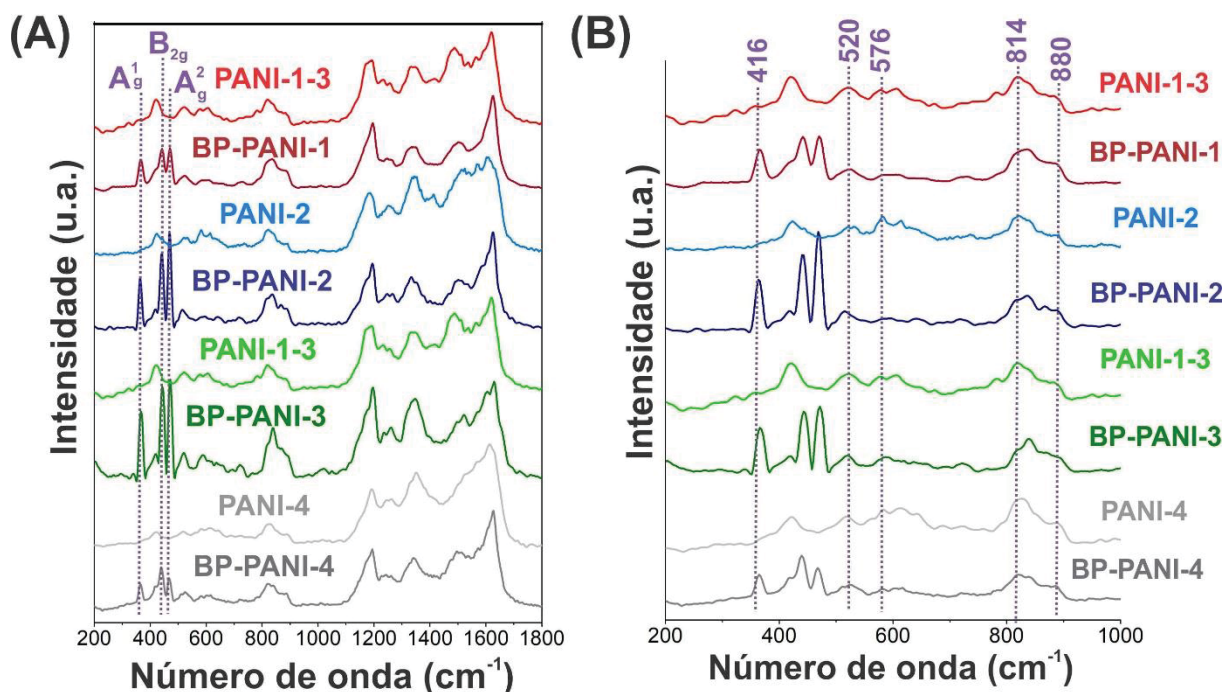 (A)
A¹g
B2g
A²g
PANI-1-3
BP-PANI-1
PANI-2
BP-PANI-2
PANI-1-3
BP-PANI-3
PANI-4
BP-PANI-4
Intensidade (u.a.)
200 400 600 800 1000 1200 1400 1600 1800
Número de onda (cm⁻¹)
(B)
416
520
576
814
880
PANI-1-3
BP-PANI-1
PANI-2
BP-PANI-2
PANI-1-3
BP-PANI-3
PANI-4
BP-PANI-4
Intensidade (u.a.)
200 400 600 800 1000
Número de onda (cm⁻¹)